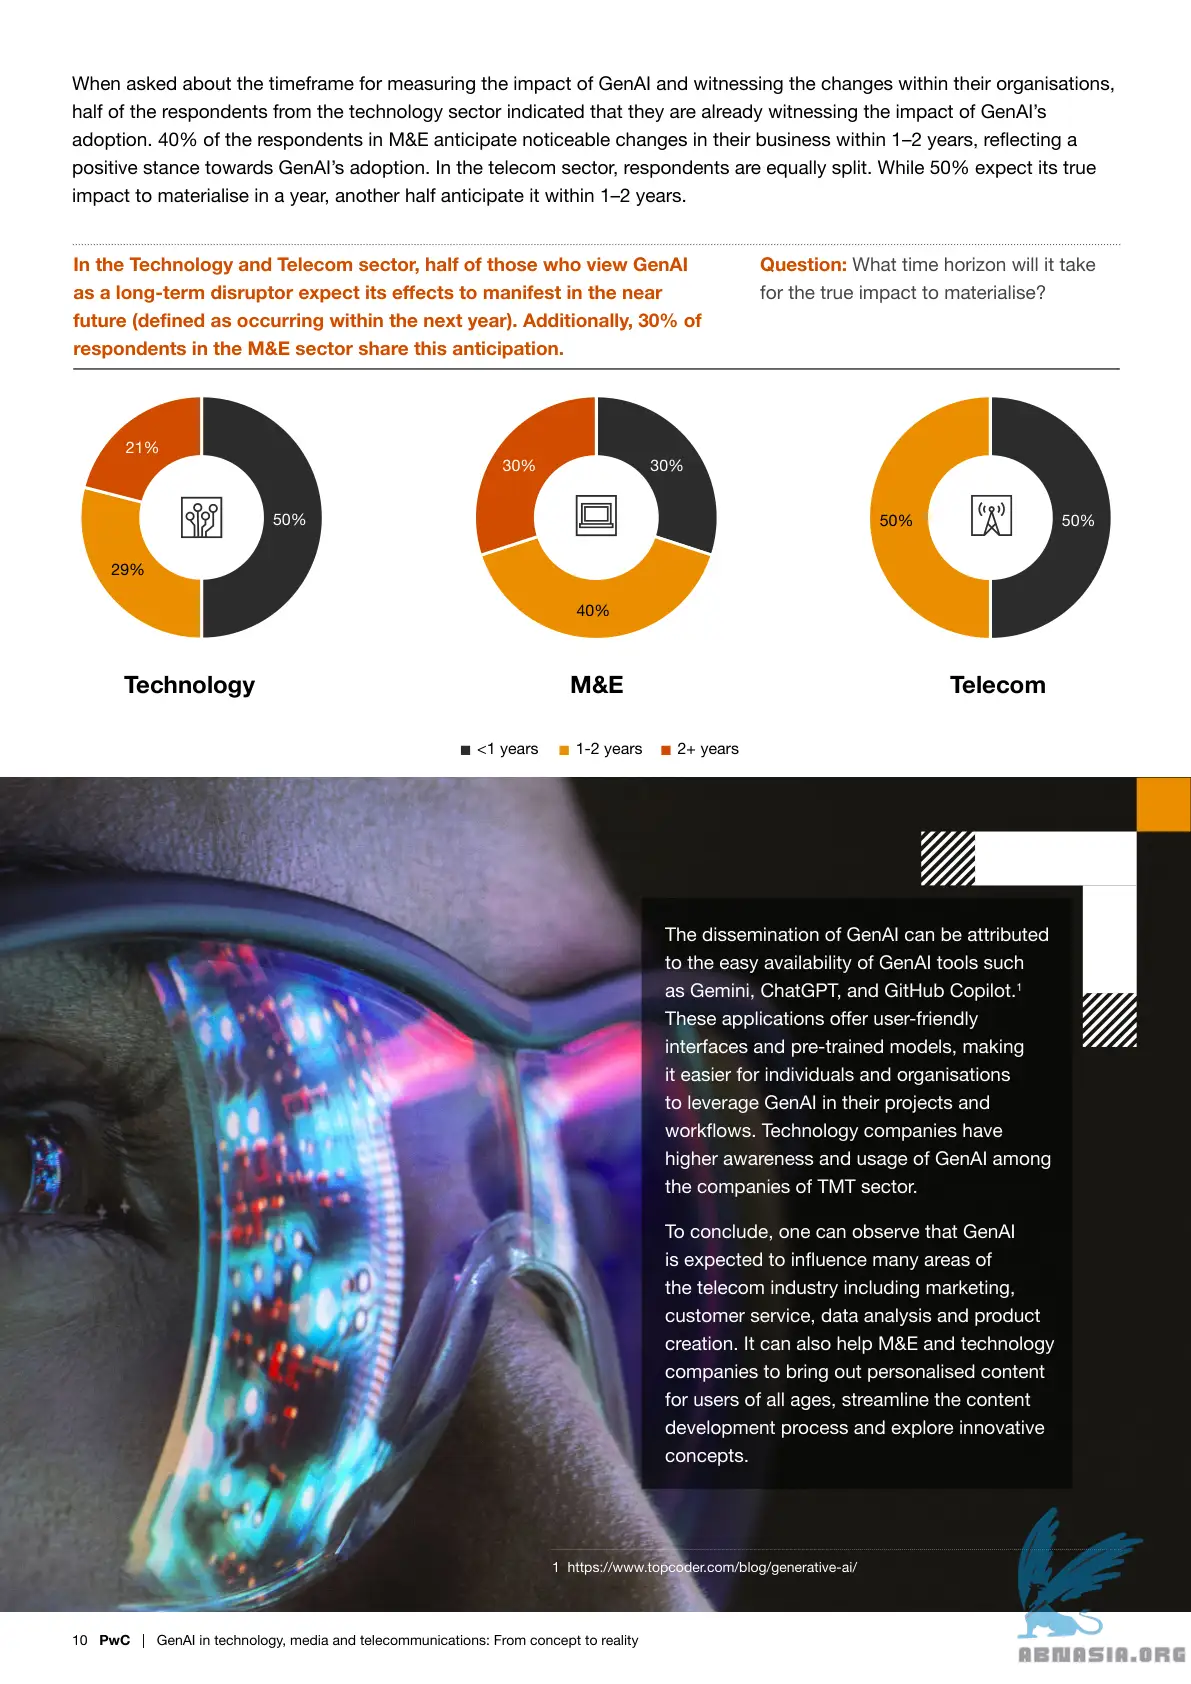 When asked about the timeframe for measuring the impact of GenAI and witnessing the changes within their organisations,
half of the respondents from the technology sector indicated that they are already witnessing the impact of GenAI's
adoption. 40% of the respondents in M&E anticipate noticeable changes in their business within 1–2 years, reflecting a
positive stance towards GenAI's adoption. In the telecom sector, respondents are equally split. While 50% expect its true
impact to materialise in a year, another half anticipate it within 1–2 years.
In the Technology and Telecom sector, half of those who view GenAI
as a long-term disruptor expect its effects to manifest in the near
future (defined as occurring within the next year). Additionally, 30% of
respondents in the M&E sector share this anticipation.
Question: What time horizon will it take
for the true impact to materialise?
21%
50%
29%
Technology
30%
30%
40%
M&E
50%
50%
Telecom
<1 years
1-2 years
2+ years
The dissemination of GenAI can be attributed
to the easy availability of GenAI tools such
as Gemini, ChatGPT, and GitHub Copilot.1
These applications offer user-friendly
interfaces and pre-trained models, making
it easier for individuals and organisations
to leverage GenAI in their projects and
workflows. Technology companies have
higher awareness and usage of GenAI among
the companies of TMT sector.
To conclude, one can observe that GenAI
is expected to influence many areas of
the telecom industry including marketing,
customer service, data analysis and product
creation. It can also help M&E and technology
companies to bring out personalised content
for users of all ages, streamline the content
development process and explore innovative
concepts.
1 https://www.topcoder.com/blog/generative-ai/
10 PwC | GenAI in technology, media and telecommunications: From concept to reality
ABNASIA.ORG